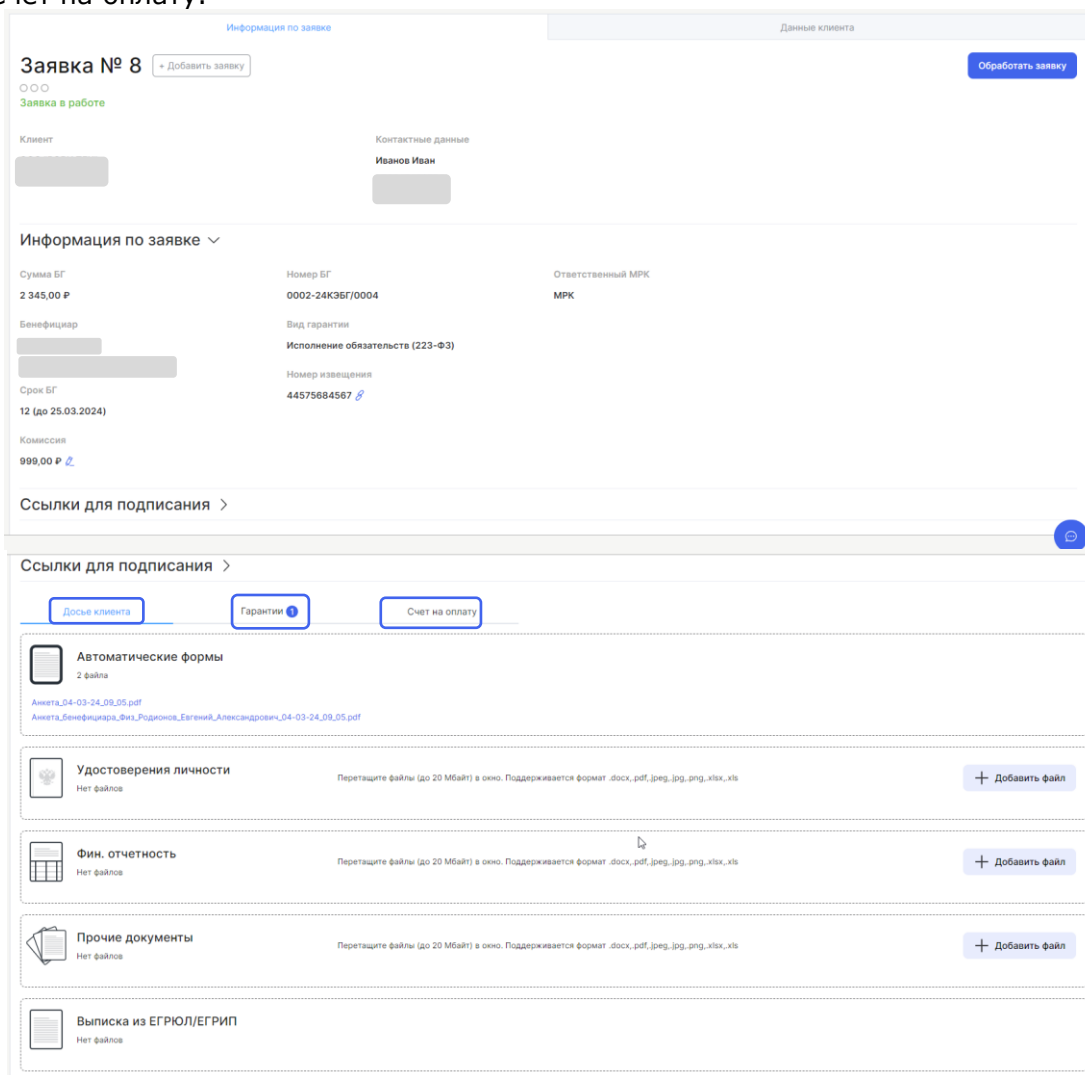 счет на оплату.
Информация по заявке
Данные клиента
Заявка № 8
+ Добавить заявку
Обработать заявку
Заявка в работе
Клиент
Контактные данные
Иванов Иван
Информация по заявке
Сумма БГ
Номер БГ
Ответственный МРК
2 345,00 ₽
0002-24КЭБГ/0004
МРК
Бенефициар
Вид гарантии
Исполнение обязательств (223-ФЗ)
Номер извещения
Срок БГ
44575684567
12 (до 25.03.2024)
Комиссия
999,00 ₽
Ссылки для подписания
Ссылки для подписания
Досье клиента
Гарантии 1
Счет на оплату
Автоматические формы
2 файла
Анкета_04-03-24_09_05.pdf
Анкета_бенефициара_Физ_Родионов_Евгений_Александрович_04-03-24_09_05.pdf
Удостоверения личности
Нет файлов
Перетащите файлы (до 20 Мбайт) в окно. Поддерживается формат .docx,.pdf,.jpeg,.jpg,.png,.xlsx,.xls
+ Добавить файл
Фин. отчетность
Нет файлов
Перетащите файлы (до 20 Мбайт) в окно. Поддерживается формат .docx,.pdf,.jpeg,.jpg,.png,.xlsx,.xls
+ Добавить файл
Прочие документы
Нет файлов
Перетащите файлы (до 20 Мбайт) в окно. Поддерживается формат .docx,.pdf,.jpeg,.jpg,.png,.xlsx,.xls
+ Добавить файл
Выписка из ЕГРЮЛ/ЕГРИП
Нет файлов